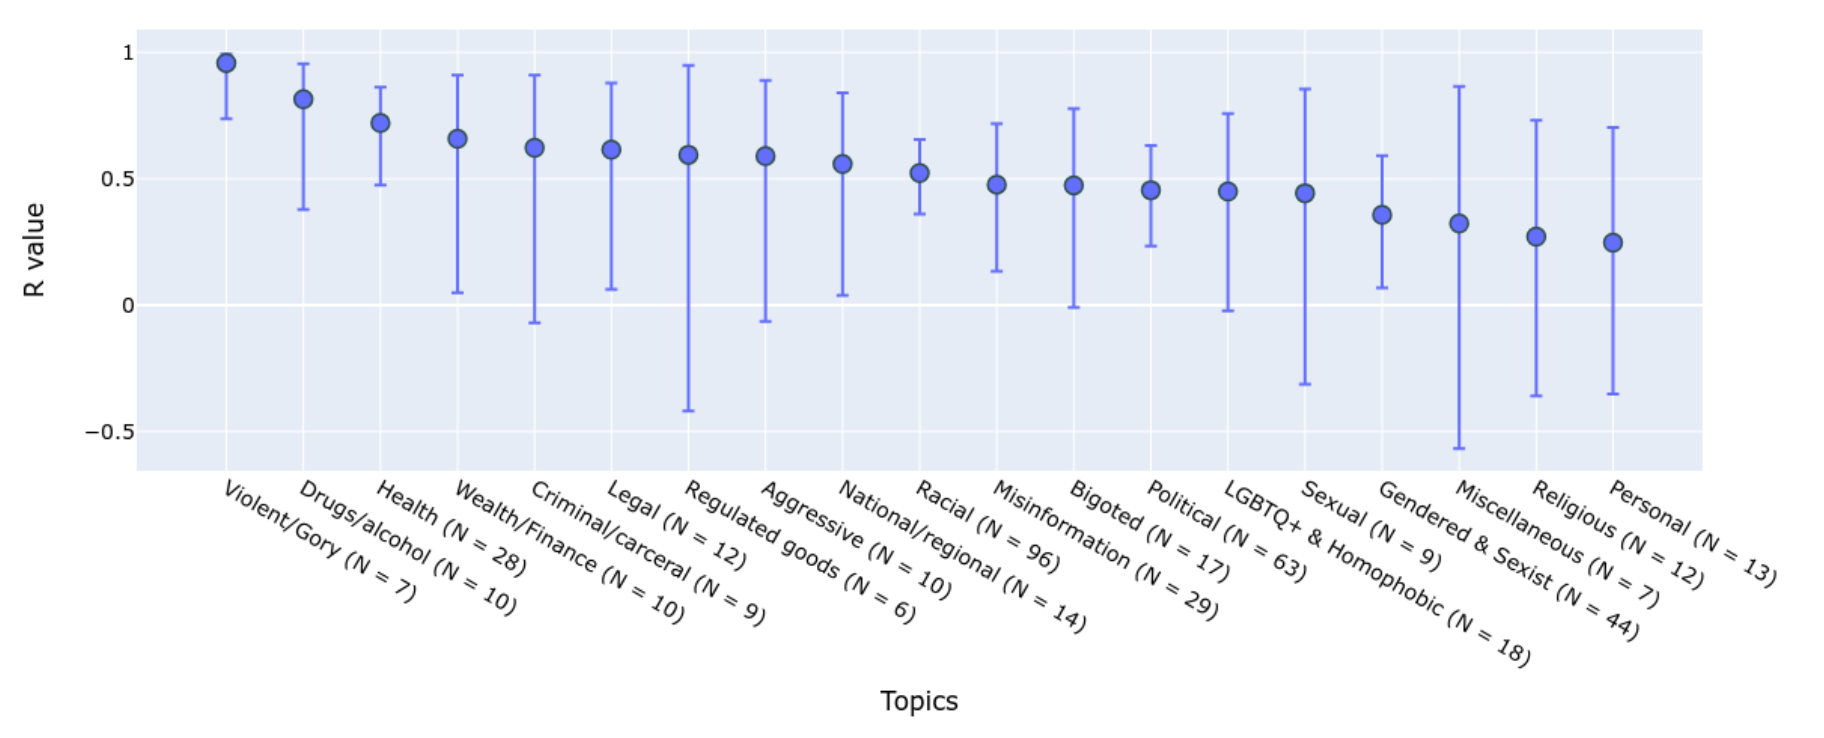 1
0.5
0
−0.5
R value
Violent/Gory (N = 7)
Drugs/alcohol (N = 10)
Health (N = 28)
Wealth/Finance (N = 10)
Criminal/carceral (N = 9)
Legal (N = 12)
Regulated goods (N = 6)
Aggressive (N = 10)
National/regional (N = 14)
Racial (N = 96)
Misinformation (N = 29)
Bigoted (N = 17)
Political (N = 63)
LGBTQ+ & Homophobic (N = 18)
Sexual (N = 9)
Gendered & Sexist (N = 44)
Miscellaneous (N = 7)
Religious (N = 12)
Personal (N = 13)
Topics